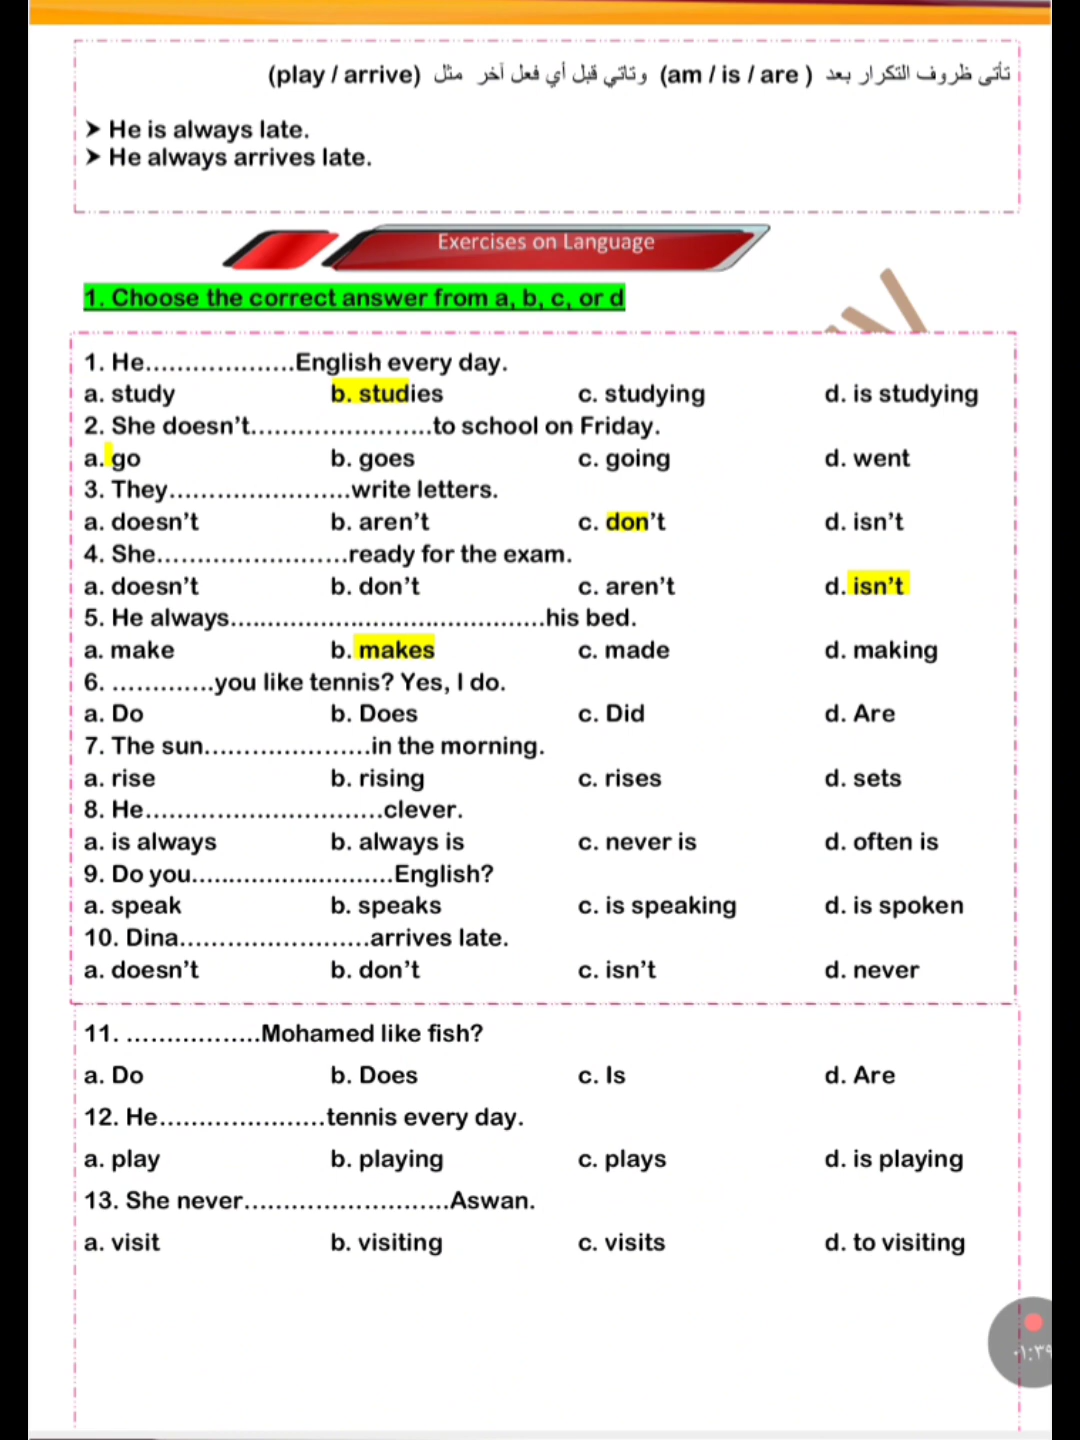 تأتى ظروف التكرار بعد (am / is / are ) وتاتي قبل أي فعل آخر مثل (play / arrive)
➤ He is always late.
➤ He always arrives late.
Exercises on Language
1. Choose the correct answer from a, b, c, or d
1. He...................English every day.
a. study b. studies c. studying d. is studying
2. She doesn’t.......................to school on Friday.
a. go b. goes c. going d. went
3. They.......................write letters.
a. doesn’t b. aren’t c. don’t d. isn’t
4. She........................ready for the exam.
a. doesn’t b. don’t c. aren’t d. isn’t
5. He always........................................his bed.
a. make b. makes c. made d. making
6. .............you like tennis? Yes, I do.
a. Do b. Does c. Did d. Are
7. The sun.....................in the morning.
a. rise b. rising c. rises d. sets
8. He..............................clever.
a. is always b. always is c. never is d. often is
9. Do you..........................English?
a. speak b. speaks c. is speaking d. is spoken
10. Dina........................arrives late.
a. doesn’t b. don’t c. isn’t d. never
11. .................Mohamed like fish?
a. Do b. Does c. Is d. Are
12. He.....................tennis every day.
a. play b. playing c. plays d. is playing
13. She never..........................Aswan.
a. visit b. visiting c. visits d. to visiting
٠١:٣٩